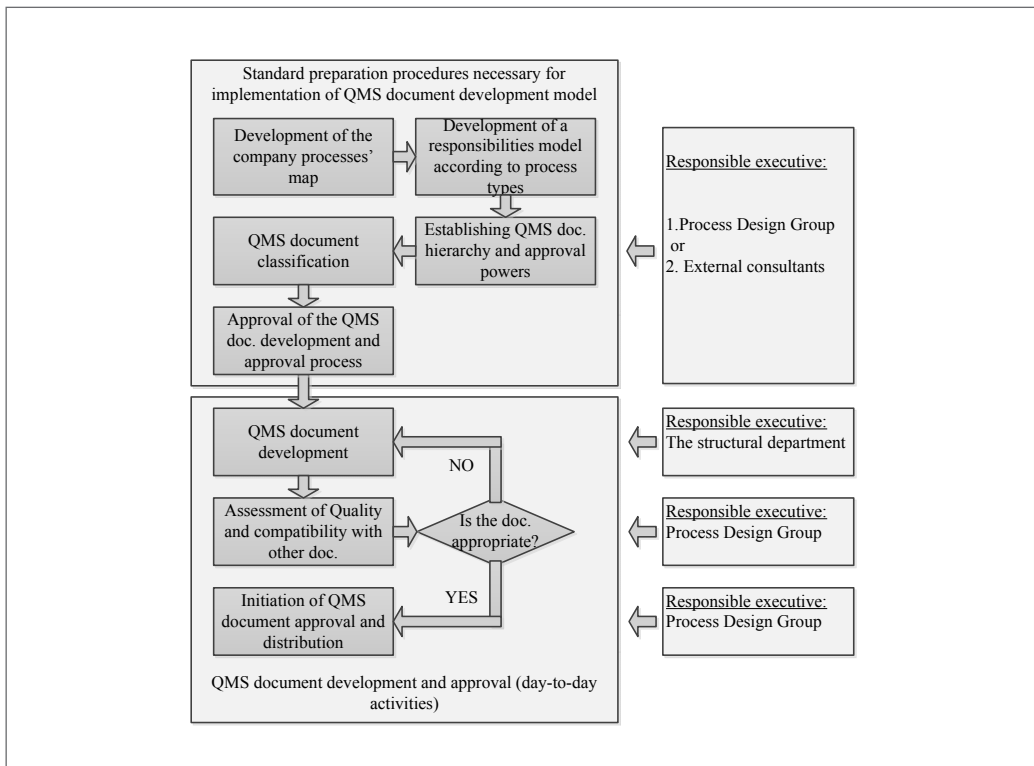 Standard preparation procedures necessary for
implementation of QMS document development model
Development of the
company processes’
map
Development of a
responsibilities model
according to process
types
Establishing QMS doc.
hierarchy and approval
powers
QMS document
classification
Approval of the QMS
doc. development and
approval process
Responsible executive:
1.Process Design Group
or
2. External consultants
QMS document
development
NO
Assessment of Quality
and compatibility with
other doc.
Is the doc.
appropriate?
YES
Initiation of QMS
document approval and
distribution
QMS document development and approval (day-to-day
activities)
Responsible executive:
The structural department
Responsible executive:
Process Design Group
Responsible executive:
Process Design Group